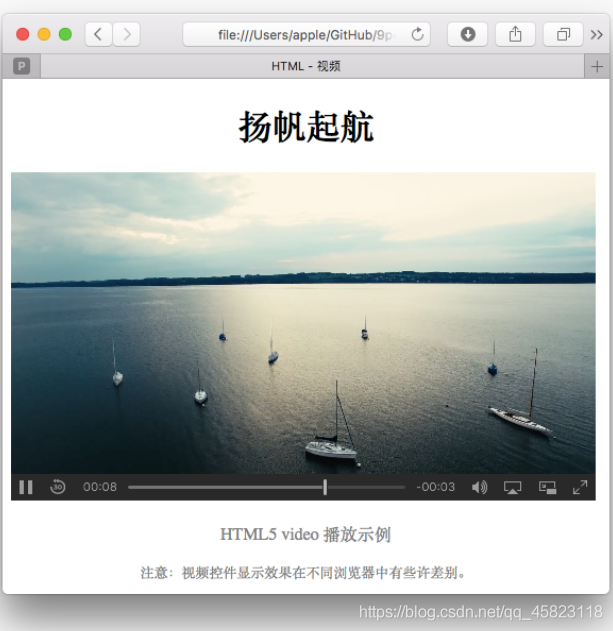 file:///Users/apple/GitHub/9p
P
HTML - 视频
扬帆起航
30
00:08
-00:03
HTML5 video 播放示例
注意：视频控件显示效果在不同浏览器中有些许差别。
https://blog.csdn.net/qq_45823118